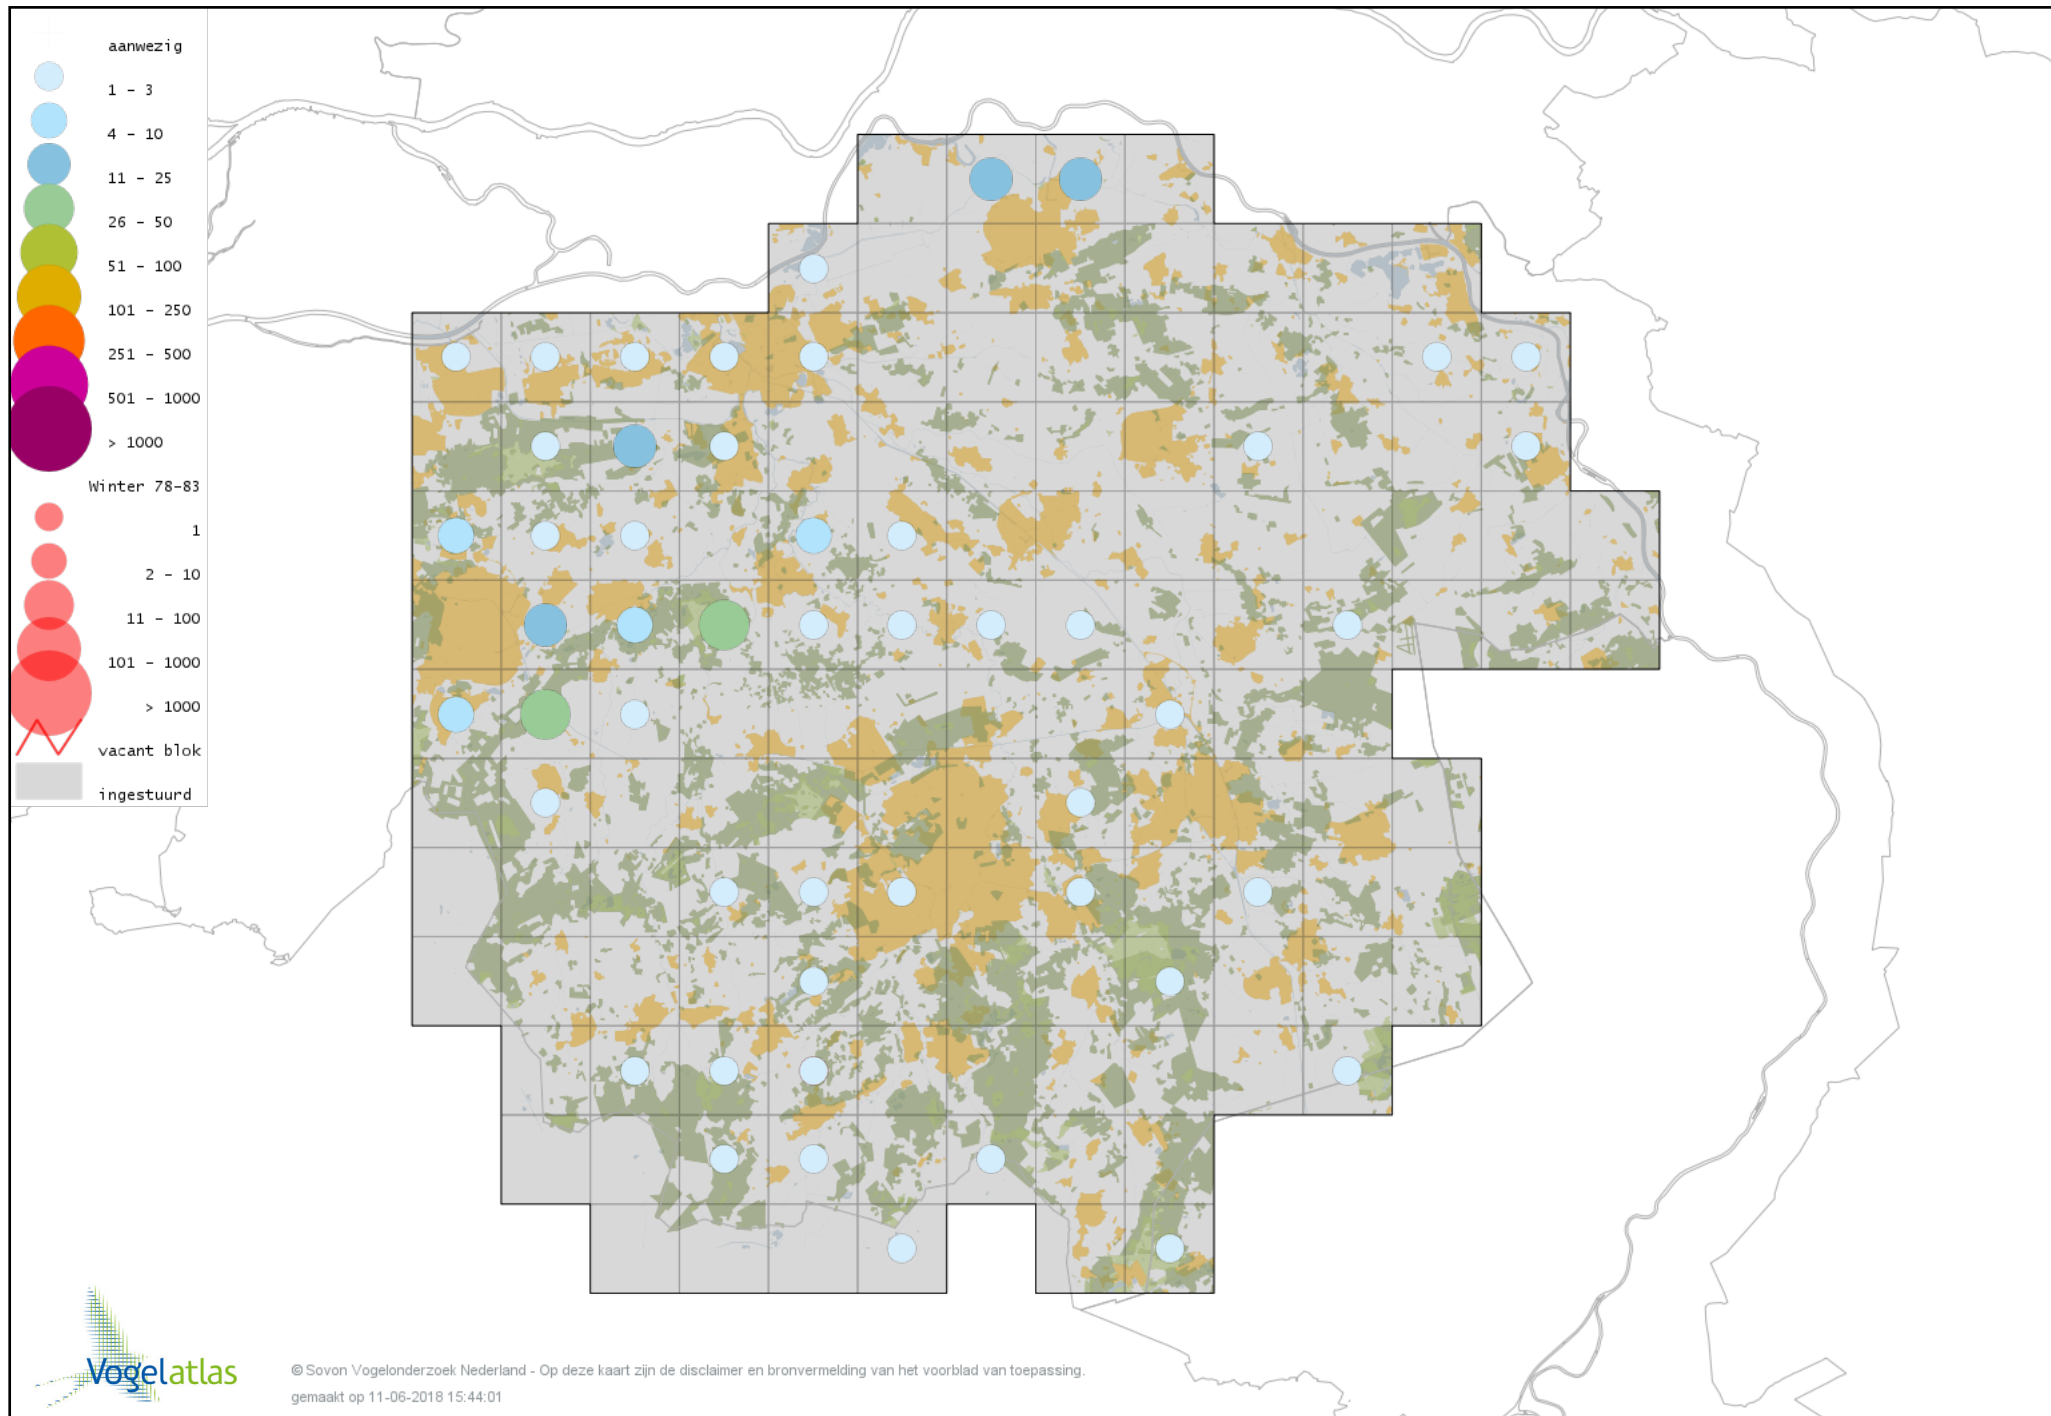 aanwezig
1 - 3
4 - 10
11 - 25
26 - 50
51 - 100
101 - 250
251 - 500
501 - 1000
> 1000
Winter 78-83
1
2 - 10
11 - 100
101 - 1000
> 1000
vacant blok
ingestuurd
Vogelatlas
© Sovon Vogelonderzoek Nederland - Op deze kaart zijn de disclaimer en bronvermelding van het voorblad van toepassing.
gemaakt op 11-06-2018 15:44:01